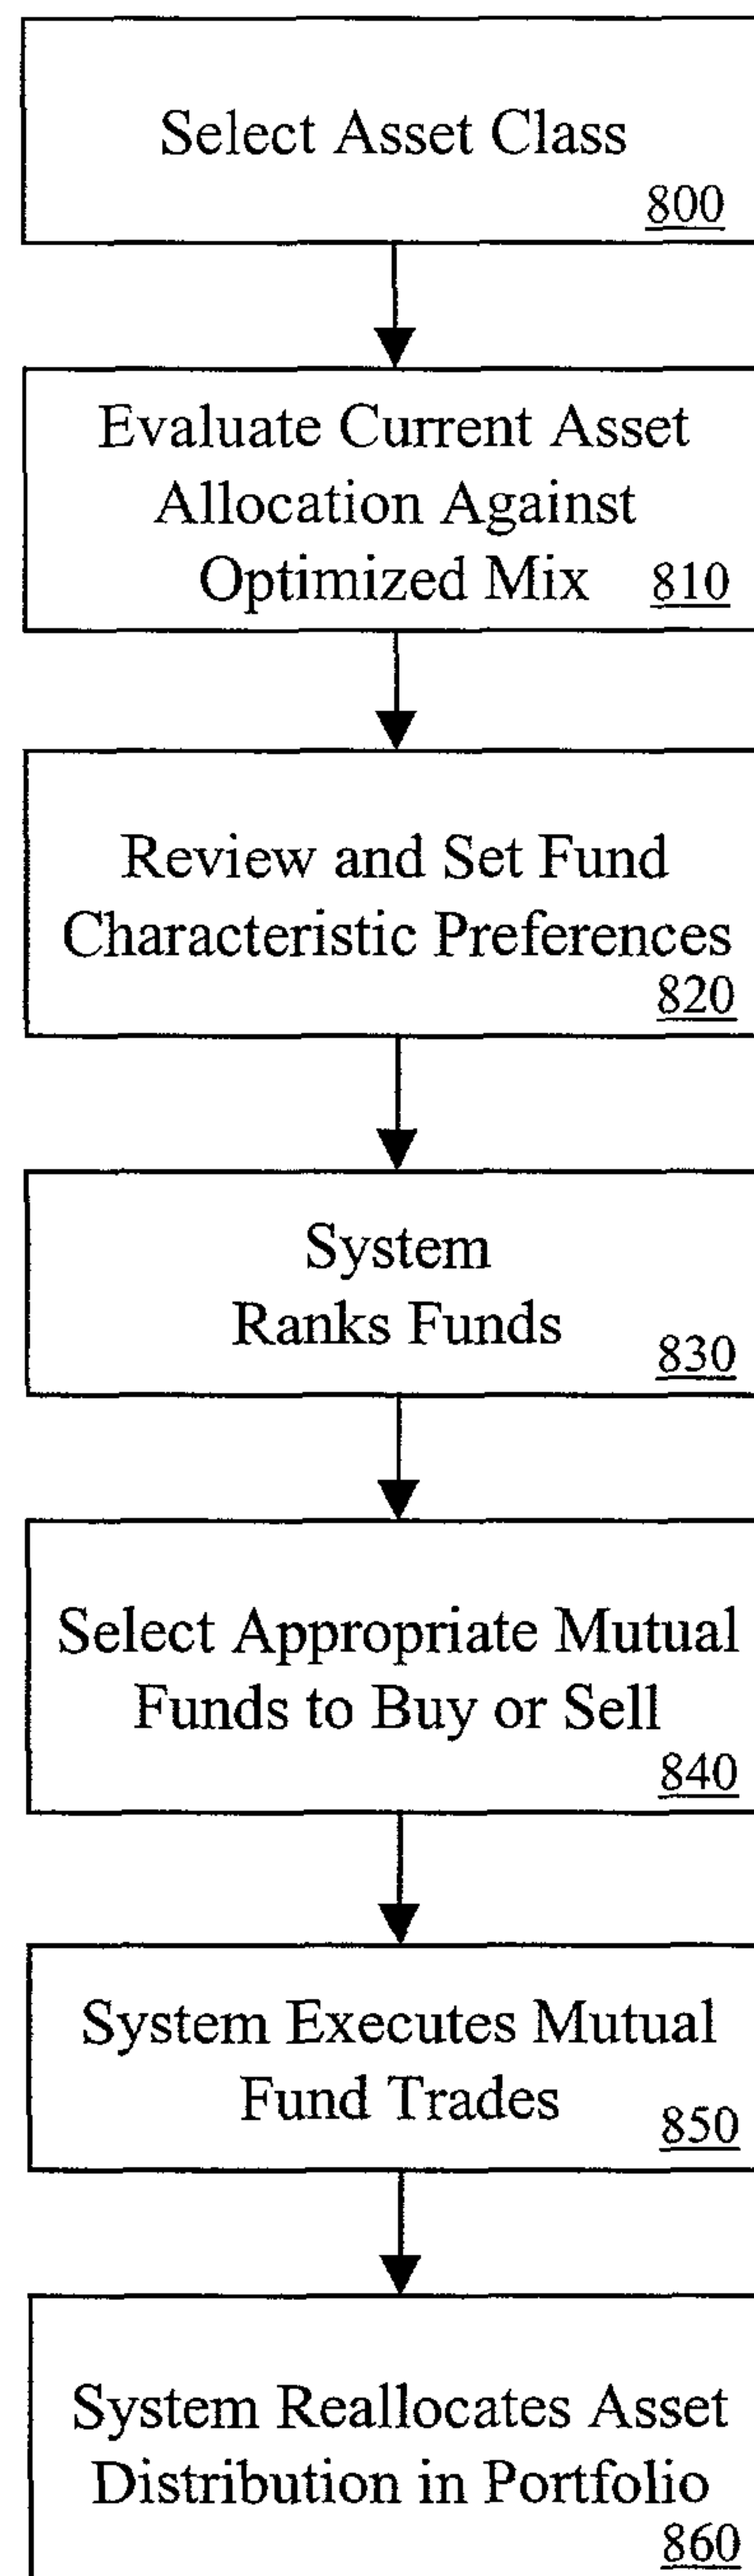 Select Asset Class
800
Evaluate Current Asset
Allocation Against
Optimized Mix 810
Review and Set Fund
Characteristic Preferences
820
System
Ranks Funds
830
Select Appropriate Mutual
Funds to Buy or Sell
840
System Executes Mutual
Fund Trades
850
System Reallocates Asset
Distribution in Portfolio
860